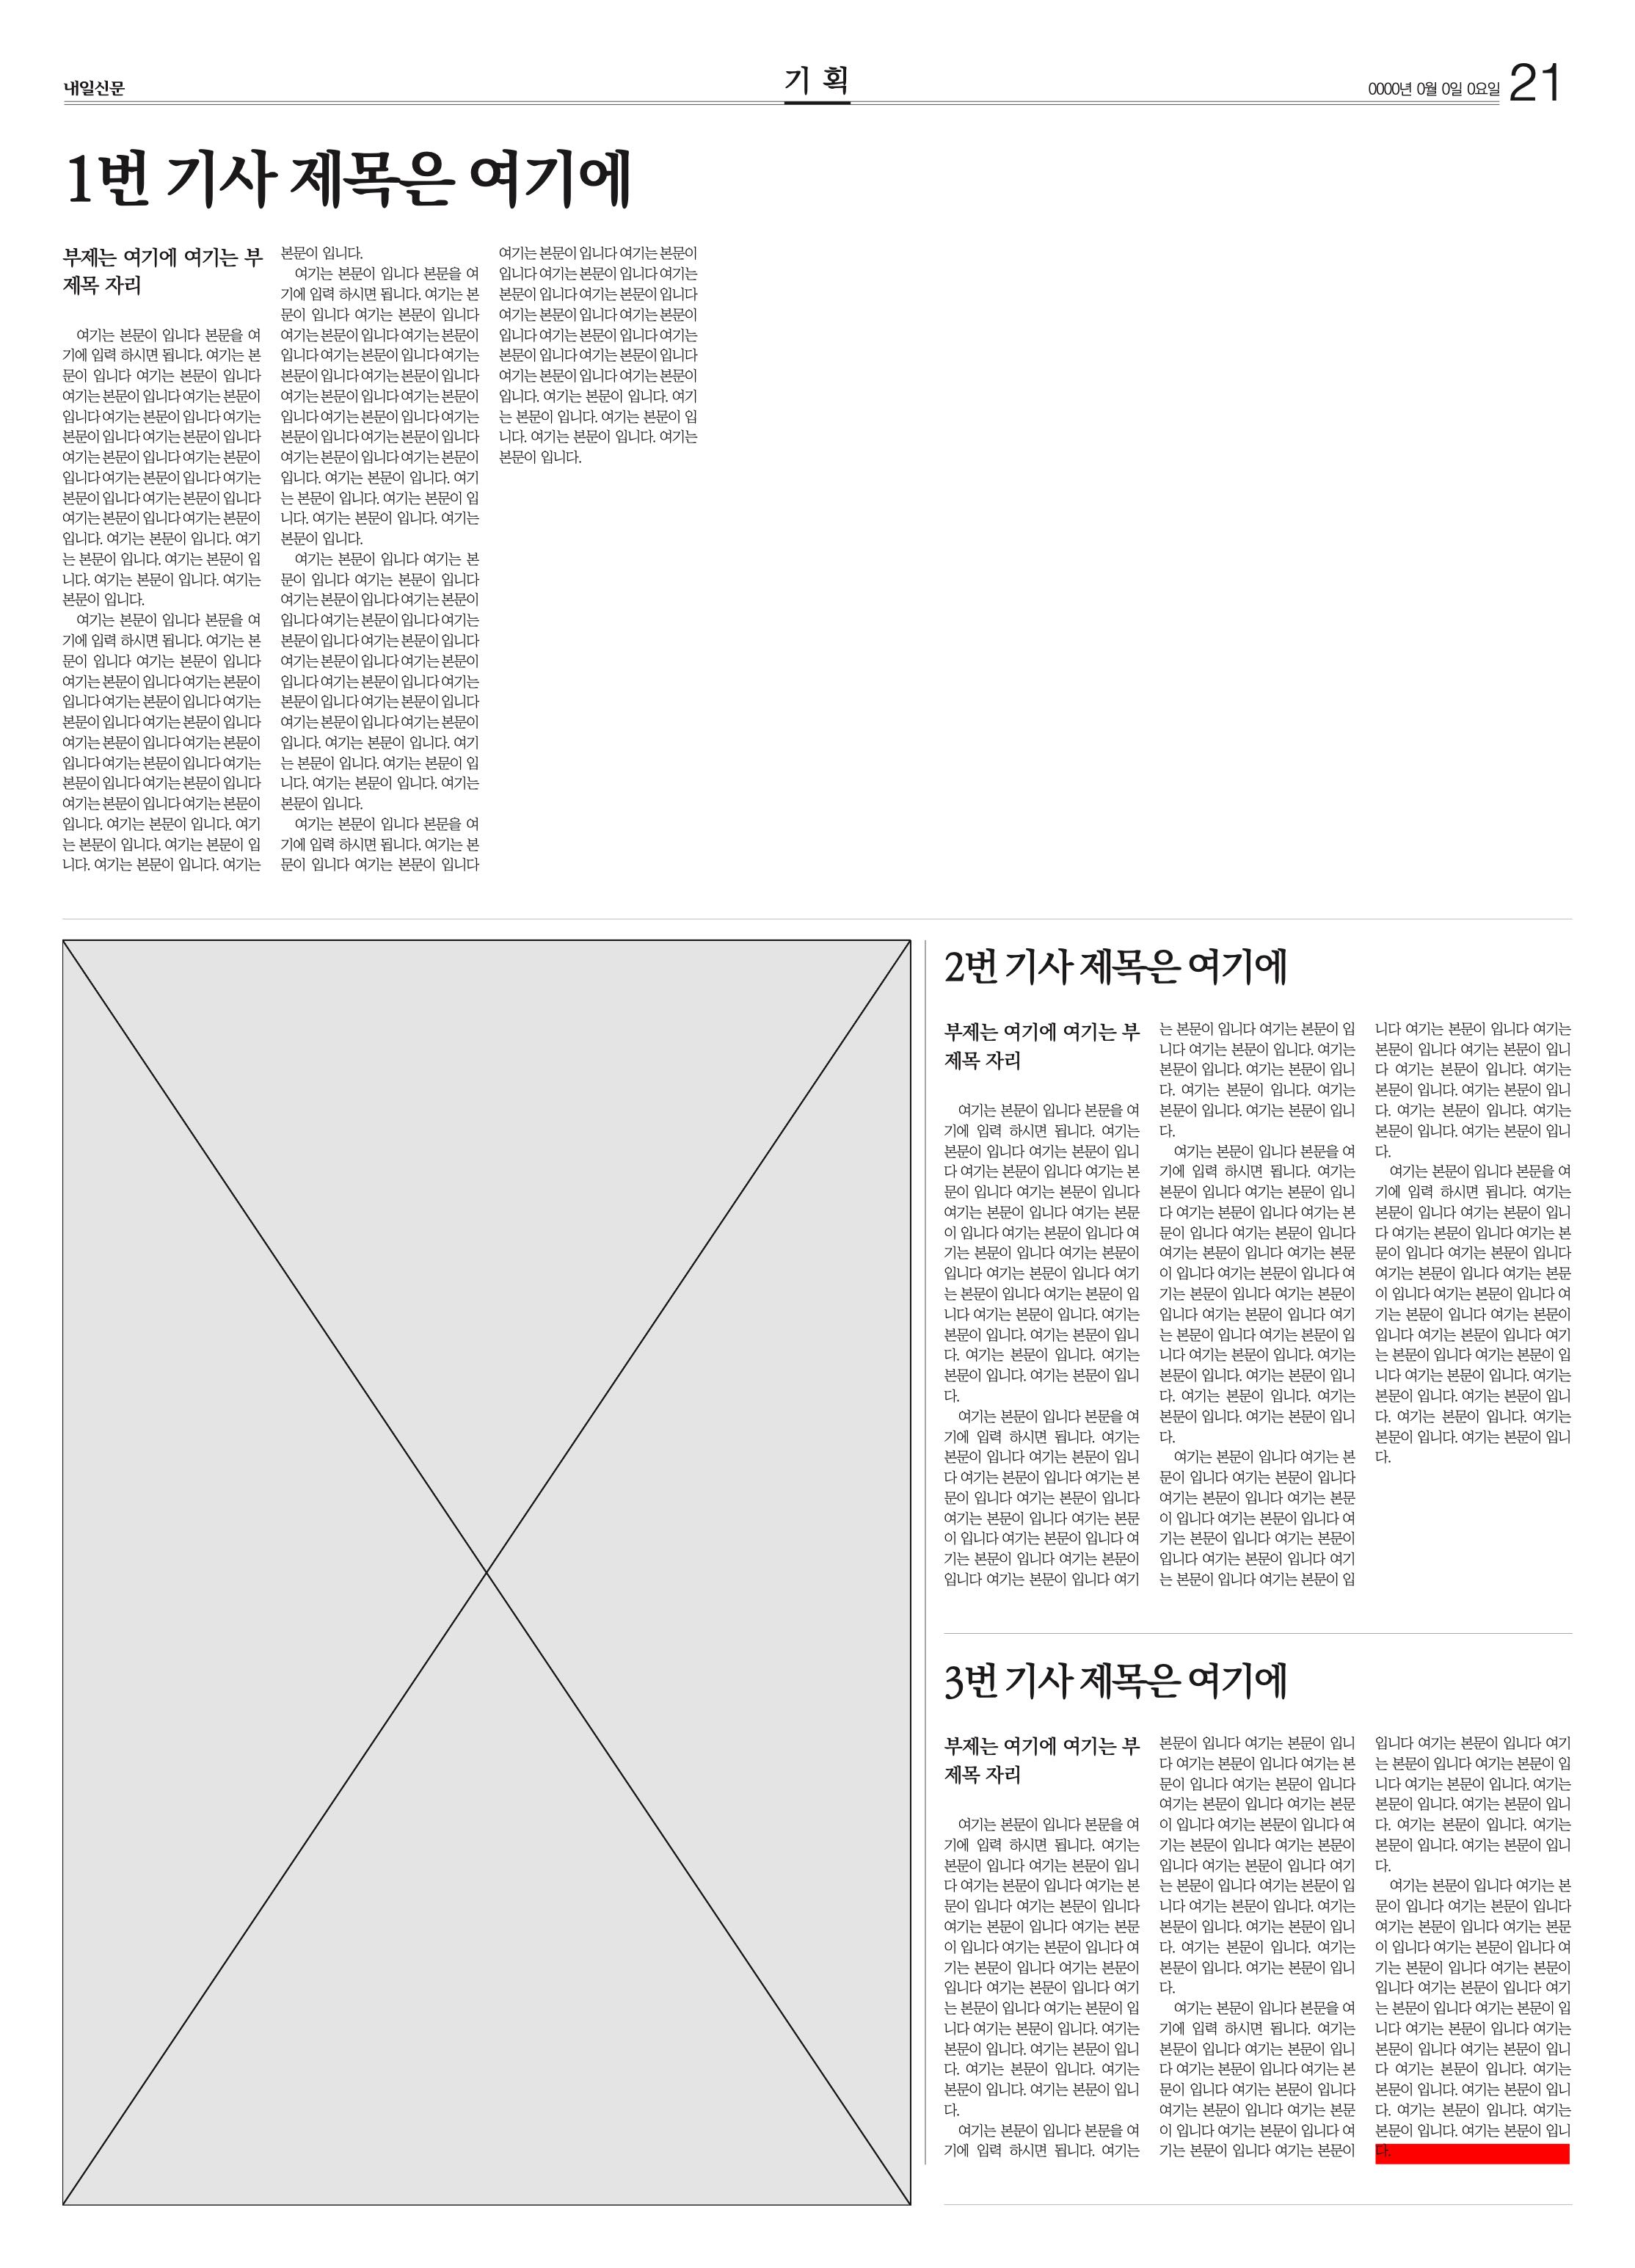 내일신문
기 획
0000년 0월 0일 0요일 21
1번 기사 제목은 여기에
부제는 여기에 여기는 부
제목 자리
여기는 본문이 입니다 본문을 여
기에 입력 하시면 됩니다. 여기는 본
문이 입니다 여기는 본문이 입니다
여기는 본문이 입니다 여기는 본문이
입니다 여기는 본문이 입니다 여기는
본문이 입니다 여기는 본문이 입니다
여기는 본문이 입니다 여기는 본문이
입니다 여기는 본문이 입니다 여기는
본문이 입니다 여기는 본문이 입니다
여기는 본문이 입니다 여기는 본문이
입니다. 여기는 본문이 입니다. 여기
는 본문이 입니다. 여기는 본문이 입
니다. 여기는 본문이 입니다. 여기는
본문이 입니다.
여기는 본문이 입니다 본문을 여
기에 입력 하시면 됩니다. 여기는 본
문이 입니다 여기는 본문이 입니다
여기는 본문이 입니다 여기는 본문이
입니다 여기는 본문이 입니다 여기는
본문이 입니다 여기는 본문이 입니다
여기는 본문이 입니다 여기는 본문이
입니다 여기는 본문이 입니다 여기는
본문이 입니다 여기는 본문이 입니다
여기는 본문이 입니다 여기는 본문이
입니다. 여기는 본문이 입니다. 여기
는 본문이 입니다. 여기는 본문이 입
니다. 여기는 본문이 입니다. 여기는
본문이 입니다.
여기는 본문이 입니다 본문을 여
기에 입력 하시면 됩니다. 여기는 본
문이 입니다 여기는 본문이 입니다
여기는 본문이 입니다 여기는 본문이
입니다 여기는 본문이 입니다 여기는
본문이 입니다 여기는 본문이 입니다
여기는 본문이 입니다 여기는 본문이
입니다 여기는 본문이 입니다 여기는
본문이 입니다 여기는 본문이 입니다
여기는 본문이 입니다 여기는 본문이
입니다. 여기는 본문이 입니다. 여기
는 본문이 입니다. 여기는 본문이 입
니다. 여기는 본문이 입니다. 여기는
본문이 입니다.
여기는 본문이 입니다 여기는 본
문이 입니다 여기는 본문이 입니다
여기는 본문이 입니다 여기는 본문이
입니다 여기는 본문이 입니다 여기는
본문이 입니다 여기는 본문이 입니다
여기는 본문이 입니다 여기는 본문이
입니다 여기는 본문이 입니다 여기는
본문이 입니다 여기는 본문이 입니다
여기는 본문이 입니다 여기는 본문이
입니다. 여기는 본문이 입니다. 여기
는 본문이 입니다. 여기는 본문이 입
니다. 여기는 본문이 입니다. 여기는
본문이 입니다.
여기는 본문이 입니다 본문을 여
기에 입력 하시면 됩니다. 여기는 본
문이 입니다 여기는 본문이 입니다
여기는 본문이 입니다 여기는 본문이
입니다 여기는 본문이 입니다 여기는
본문이 입니다 여기는 본문이 입니다
여기는 본문이 입니다 여기는 본문이
입니다 여기는 본문이 입니다 여기는
본문이 입니다 여기는 본문이 입니다
여기는 본문이 입니다 여기는 본문이
입니다. 여기는 본문이 입니다. 여기
는 본문이 입니다. 여기는 본문이 입
니다. 여기는 본문이 입니다. 여기는
본문이 입니다.
2번 기사 제목은 여기에
부제는 여기에 여기는 부
제목 자리
여기는 본문이 입니다 본문을 여
기에 입력 하시면 됩니다. 여기는
본문이 입니다 여기는 본문이 입니
다 여기는 본문이 입니다 여기는 본
문이 입니다 여기는 본문이 입니다
여기는 본문이 입니다 여기는 본문
이 입니다 여기는 본문이 입니다 여
기는 본문이 입니다 여기는 본문이
입니다 여기는 본문이 입니다 여기
는 본문이 입니다 여기는 본문이 입
니다 여기는 본문이 입니다. 여기는
본문이 입니다. 여기는 본문이 입니
다. 여기는 본문이 입니다. 여기는
본문이 입니다. 여기는 본문이 입니
다.
여기는 본문이 입니다 본문을 여
기에 입력 하시면 됩니다. 여기는
본문이 입니다 여기는 본문이 입니
다 여기는 본문이 입니다 여기는 본
문이 입니다 여기는 본문이 입니다
여기는 본문이 입니다 여기는 본문
이 입니다 여기는 본문이 입니다 여
기는 본문이 입니다 여기는 본문이
입니다 여기는 본문이 입니다 여기
는 본문이 입니다 여기는 본문이 입
니다 여기는 본문이 입니다. 여기는
본문이 입니다. 여기는 본문이 입니
다. 여기는 본문이 입니다. 여기는
본문이 입니다. 여기는 본문이 입니
다.
여기는 본문이 입니다 본문을 여
기에 입력 하시면 됩니다. 여기는
본문이 입니다 여기는 본문이 입니
다 여기는 본문이 입니다 여기는 본
문이 입니다 여기는 본문이 입니다
여기는 본문이 입니다 여기는 본문
이 입니다 여기는 본문이 입니다 여
기는 본문이 입니다 여기는 본문이
입니다 여기는 본문이 입니다 여기
는 본문이 입니다 여기는 본문이 입
니다 여기는 본문이 입니다. 여기는
본문이 입니다. 여기는 본문이 입니
다. 여기는 본문이 입니다. 여기는
본문이 입니다. 여기는 본문이 입니
다.
여기는 본문이 입니다 여기는 본
문이 입니다 여기는 본문이 입니다
여기는 본문이 입니다 여기는 본문
이 입니다 여기는 본문이 입니다 여
기는 본문이 입니다 여기는 본문이
입니다 여기는 본문이 입니다 여기
는 본문이 입니다 여기는 본문이 입
니다 여기는 본문이 입니다 여기는
본문이 입니다 여기는 본문이 입니
다 여기는 본문이 입니다. 여기는
본문이 입니다. 여기는 본문이 입니
다. 여기는 본문이 입니다. 여기는
본문이 입니다. 여기는 본문이 입니
다.
여기는 본문이 입니다 본문을 여
기에 입력 하시면 됩니다. 여기는
본문이 입니다 여기는 본문이 입니
다 여기는 본문이 입니다 여기는 본
문이 입니다 여기는 본문이 입니다
여기는 본문이 입니다 여기는 본문
이 입니다 여기는 본문이 입니다 여
기는 본문이 입니다 여기는 본문이
입니다 여기는 본문이 입니다 여기
는 본문이 입니다 여기는 본문이 입
니다 여기는 본문이 입니다. 여기는
본문이 입니다. 여기는 본문이 입니
다. 여기는 본문이 입니다. 여기는
본문이 입니다. 여기는 본문이 입니
다.
3번 기사 제목은 여기에
부제는 여기에 여기는 부
제목 자리
여기는 본문이 입니다 본문을 여
기에 입력 하시면 됩니다. 여기는
본문이 입니다 여기는 본문이 입니
다 여기는 본문이 입니다 여기는 본
문이 입니다 여기는 본문이 입니다
여기는 본문이 입니다 여기는 본문
이 입니다 여기는 본문이 입니다 여
기는 본문이 입니다 여기는 본문이
입니다 여기는 본문이 입니다 여기
는 본문이 입니다 여기는 본문이 입
니다 여기는 본문이 입니다. 여기는
본문이 입니다. 여기는 본문이 입니
다. 여기는 본문이 입니다. 여기는
본문이 입니다. 여기는 본문이 입니
다.
여기는 본문이 입니다 본문을 여
기에 입력 하시면 됩니다. 여기는
본문이 입니다 여기는 본문이 입니
다 여기는 본문이 입니다 여기는 본
문이 입니다 여기는 본문이 입니다
여기는 본문이 입니다 여기는 본문
이 입니다 여기는 본문이 입니다 여
기는 본문이 입니다 여기는 본문이
입니다 여기는 본문이 입니다 여기
는 본문이 입니다 여기는 본문이 입
니다 여기는 본문이 입니다. 여기는
본문이 입니다. 여기는 본문이 입니
다. 여기는 본문이 입니다. 여기는
본문이 입니다. 여기는 본문이 입니
다.
여기는 본문이 입니다 본문을 여
기에 입력 하시면 됩니다. 여기는
본문이 입니다 여기는 본문이 입니
다 여기는 본문이 입니다 여기는 본
문이 입니다 여기는 본문이 입니다
여기는 본문이 입니다 여기는 본문
이 입니다 여기는 본문이 입니다 여
기는 본문이 입니다 여기는 본문이
입니다 여기는 본문이 입니다 여기
는 본문이 입니다 여기는 본문이 입
니다 여기는 본문이 입니다. 여기는
본문이 입니다. 여기는 본문이 입니
다. 여기는 본문이 입니다. 여기는
본문이 입니다. 여기는 본문이 입니
다.
여기는 본문이 입니다 여기는 본
문이 입니다 여기는 본문이 입니다
여기는 본문이 입니다 여기는 본문
이 입니다 여기는 본문이 입니다 여
기는 본문이 입니다 여기는 본문이
입니다 여기는 본문이 입니다 여기
는 본문이 입니다 여기는 본문이 입
니다 여기는 본문이 입니다 여기는
본문이 입니다 여기는 본문이 입니
다 여기는 본문이 입니다. 여기는
본문이 입니다. 여기는 본문이 입니
다. 여기는 본문이 입니다. 여기는
본문이 입니다. 여기는 본문이 입니
다.